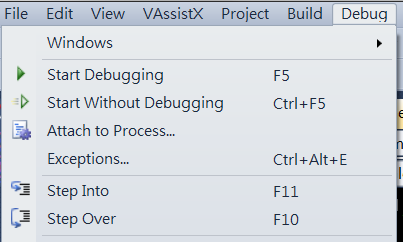 File Edit View VAssistX Project Build Debug
Windows
Start Debugging F5
Start Without Debugging Ctrl+F5
Attach to Process...
Exceptions... Ctrl+Alt+E
Step Into F11
Step Over F10